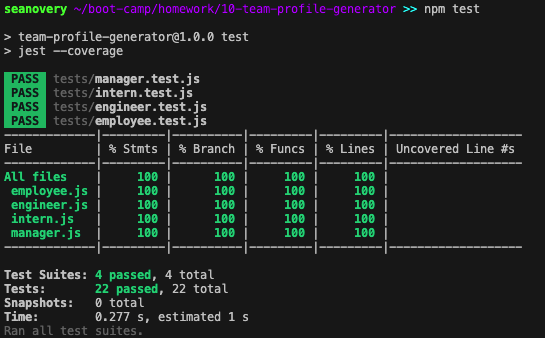 seanovery ~/boot-camp/homework/10-team-profile-generator >> npm test
> team-profile-generator@1.0.0 test
> jest --coverage
PASS tests/manager.test.js
PASS tests/intern.test.js
PASS tests/engineer.test.js
PASS tests/employee.test.js
--------------|---------|----------|---------|---------|-------------------
File | % Stmts | % Branch | % Funcs | % Lines | Uncovered Line #s
--------------|---------|----------|---------|---------|-------------------
All files | 100 | 100 | 100 | 100 |
employee.js | 100 | 100 | 100 | 100 |
engineer.js | 100 | 100 | 100 | 100 |
intern.js | 100 | 100 | 100 | 100 |
manager.js | 100 | 100 | 100 | 100 |
--------------|---------|----------|---------|---------|-------------------
Test Suites: 4 passed, 4 total
Tests: 22 passed, 22 total
Snapshots: 0 total
Time: 0.277 s, estimated 1 s
Ran all test suites.